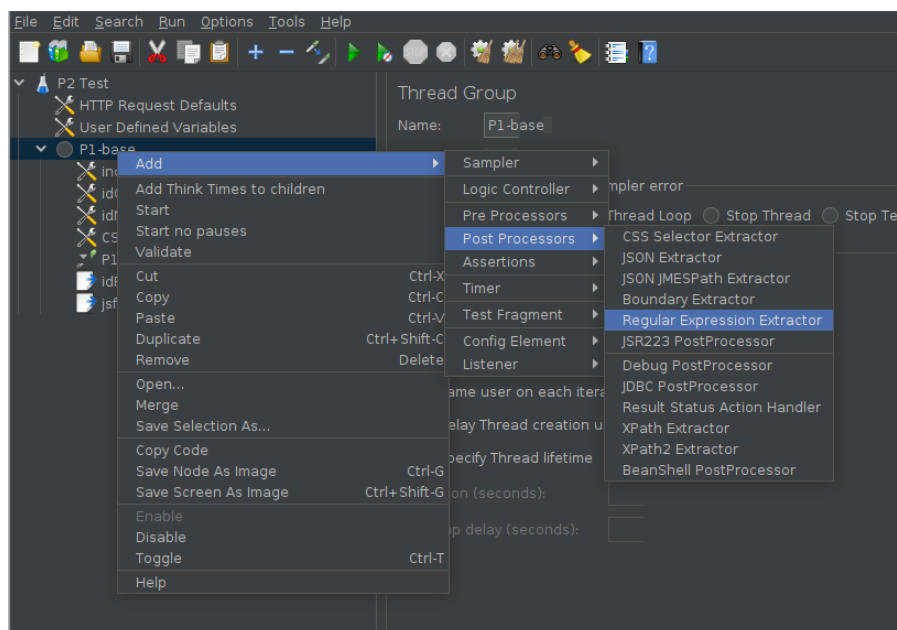 File Edit Search Run Options Tools Help
P2 Test
HTTP Request Defaults
User Defined Variables
P1-base
Thread Group
Name: P1-base
Add
Add Think Times to children
Start
Start no pauses
Validate
Cut Ctrl-X
Copy Ctrl-C
Paste Ctrl-V
Duplicate Ctrl+Shift-C
Remove Delete
Open...
Merge
Save Selection As...
Copy Code
Save Node As Image Ctrl-G
Save Screen As Image Ctrl+Shift-G
Enable
Disable
Toggle Ctrl-T
Help
Sampler
Logic Controller
Pre Processors
Post Processors
Assertions
Timer
Test Fragment
Config Element
Listener
error
Thread Loop Stop Thread Stop
CSS Selector Extractor
JSON Extractor
JSON JMESPath Extractor
Boundary Extractor
Regular Expression Extractor
JSR223 PostProcessor
Debug PostProcessor
JDBC PostProcessor
Result Status Action Handler
XPath Extractor
XPath2 Extractor
BeanShell PostProcessor
user on each
Thread creation
Thread lifetime
(seconds):
delay (seconds):